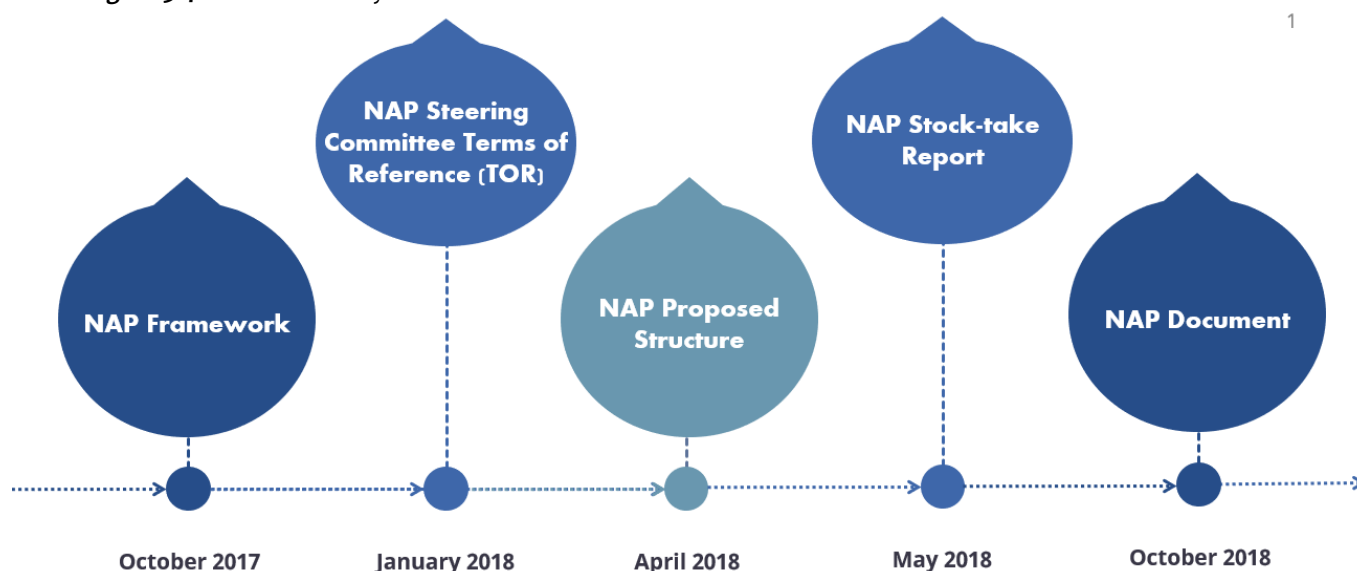 1
NAP Steering
Committee Terms of
Reference (TOR)
NAP Stock-take
Report
NAP Framework
NAP Proposed
Structure
NAP Document
October 2017
January 2018
April 2018
May 2018
October 2018